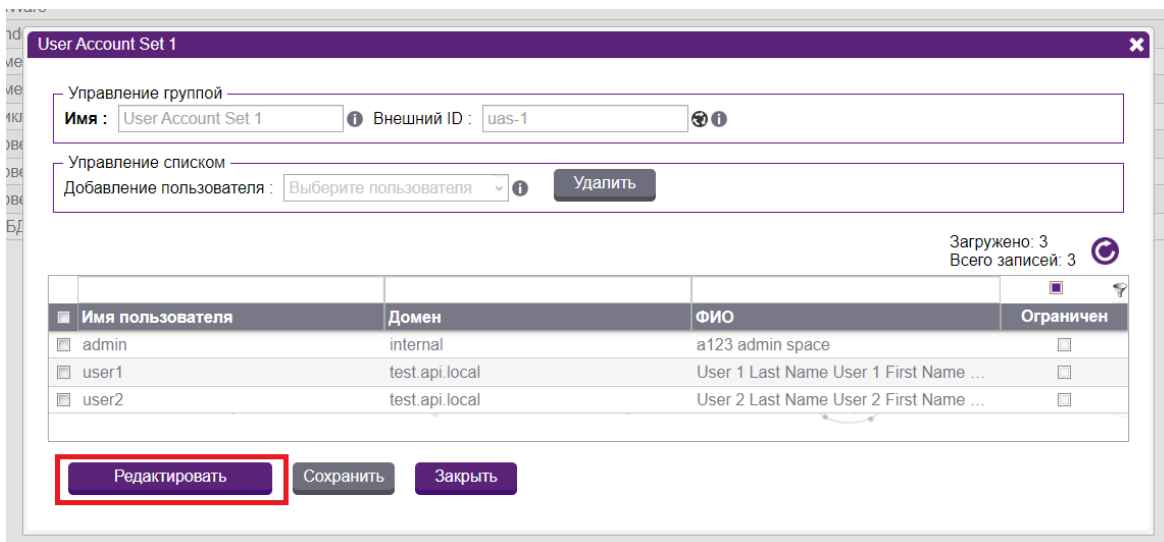 User Account Set 1
Управление группой
Имя : User Account Set 1 Внешний ID : uas-1
Управление списком
Добавление пользователя : Выберите пользователя Удалить
Загружено: 3
Всего записей: 3
Имя пользователя Домен ФИО Ограничен
admin internal a123 admin space
user1 test.api.local User 1 Last Name User 1 First Name ...
user2 test.api.local User 2 Last Name User 2 First Name ...
Редактировать Сохранить Закрыть